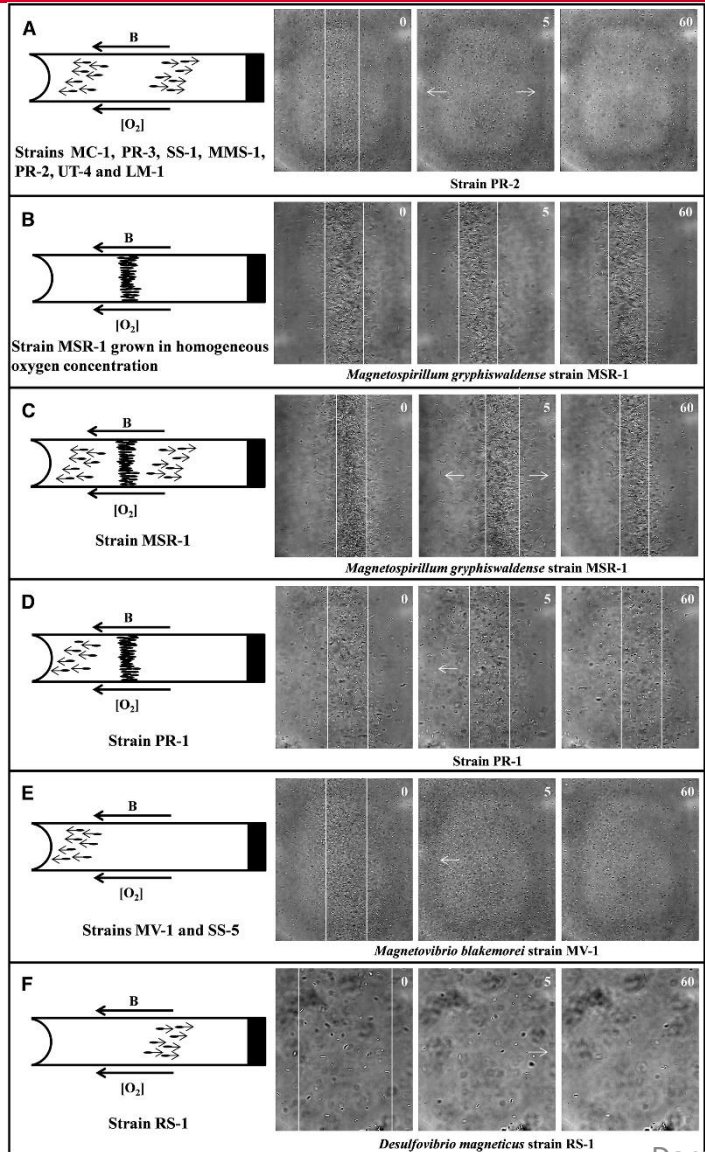 A
B
[O₂]
Strains MC-1, PR-3, SS-1, MMS-1,
PR-2, UT-4 and LM-1
0
5
60
Strain PR-2
B
B
[O₂]
Strain MSR-1 grown in homogeneous
oxygen concentration
0
5
60
Magnetospirillum gryphiswaldense strain MSR-1
C
B
[O₂]
Strain MSR-1
0
5
60
Magnetospirillum gryphiswaldense strain MSR-1
D
B
[O₂]
Strain PR-1
0
5
60
Strain PR-1
E
B
[O₂]
Strains MV-1 and SS-5
0
5
60
Magnetovibrio blakemorei strain MV-1
F
B
[O₂]
Strain RS-1
0
5
60
Desulfovibrio magneticus strain RS-1